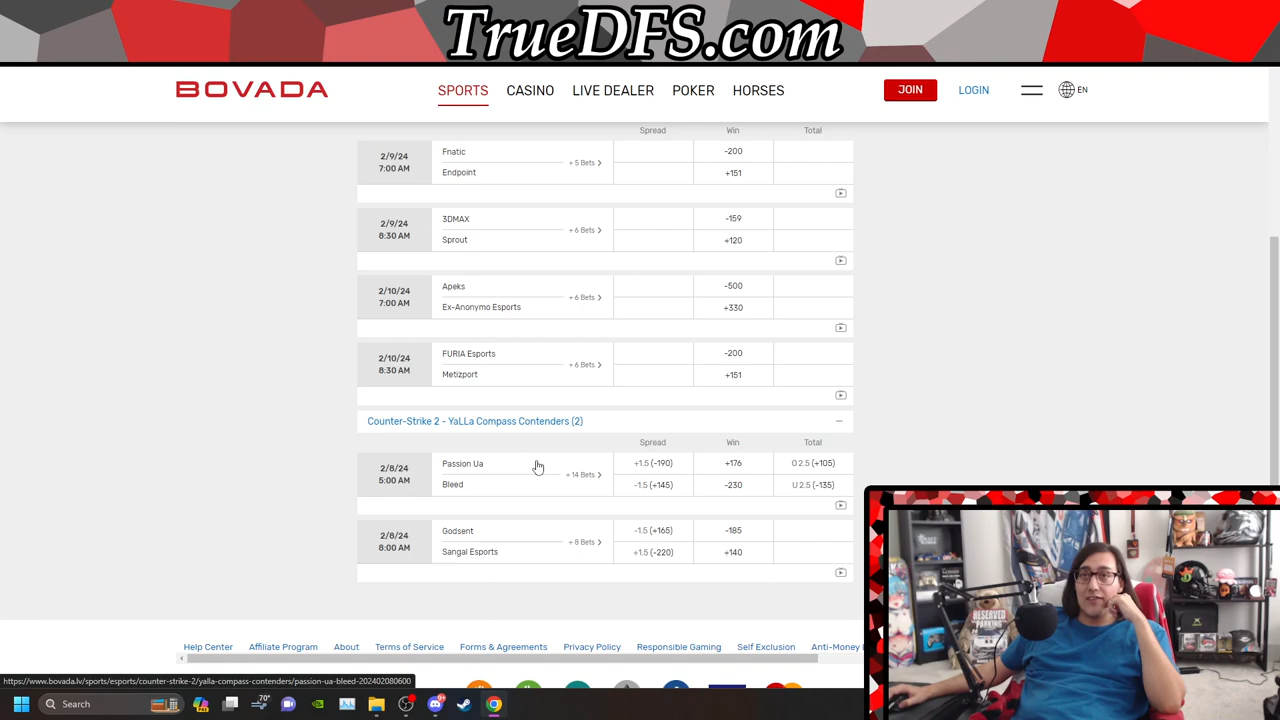 TrueDFS.com
BOVADA
SPORTS CASINO LIVE DEALER POKER HORSES
JOIN LOGIN EN
Spread Win Total
2/9/24
7:00 AM
Fnatic -200
+ 5 Bets
Endpoint +151
2/9/24
8:30 AM
3DMAX -159
+ 6 Bets
Sprout +120
2/10/24
7:00 AM
Apeks -500
+ 6 Bets
Ex-Anonymo Esports +330
2/10/24
8:30 AM
FURIA Esports -200
+ 6 Bets
Metizport +151
Counter-Strike 2 - YaLLa Compass Contenders (2)
Spread Win Total
2/8/24
5:00 AM
Passion Ua +1.5 (-190) +176 O 2.5 (+105)
+ 14 Bets
Bleed -1.5 (+145) -230 U 2.5 (-135)
2/8/24
8:00 AM
Godsent -1.5 (+165) -185
+ 8 Bets
Sangal Esports +1.5 (-220) +140
Help Center Affiliate Program About Terms of Service Forms & Agreements Privacy Policy Responsible Gaming Self Exclusion Anti-Money
https://www.bovada.lv/sports/esports/counter-strike-2/yalla-compass-contenders/passion-ua-bleed-202402080600
Search
70°
RESERVED
PARKING